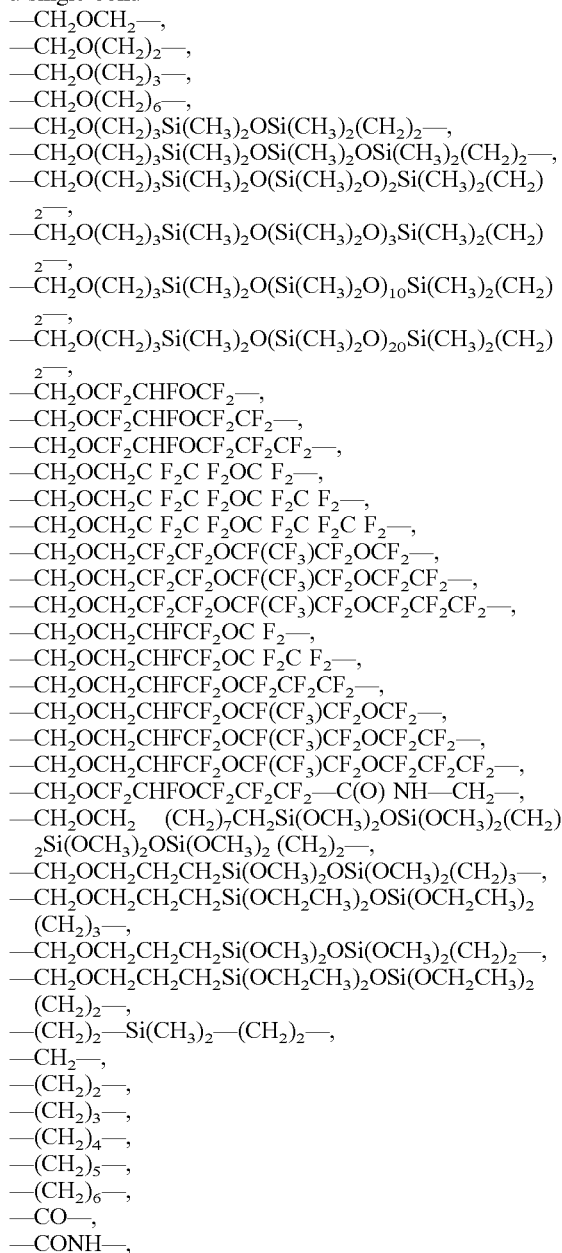 —CH₂OCH₂—,
—CH₂O(CH₂)₂—,
—CH₂O(CH₂)₃—,
—CH₂O(CH₂)₆—,
—CH₂O(CH₂)₃Si(CH₃)₂OSi(CH₃)₂(CH₂)₂—,
—CH₂O(CH₂)₃Si(CH₃)₂OSi(CH₃)₂OSi(CH₃)₂(CH₂)₂—,
—CH₂O(CH₂)₃Si(CH₃)₂O(Si(CH₃)₂O)₂Si(CH₃)₂(CH₂)
₂—,
—CH₂O(CH₂)₃Si(CH₃)₂O(Si(CH₃)₂O)₃Si(CH₃)₂(CH₂)
₂—,
—CH₂O(CH₂)₃Si(CH₃)₂O(Si(CH₃)₂O)₁₀Si(CH₃)₂(CH₂)
₂—,
—CH₂O(CH₂)₃Si(CH₃)₂O(Si(CH₃)₂O)₂₀Si(CH₃)₂(CH₂)
₂—,
—CH₂OCF₂CHFOCF₂—,
—CH₂OCF₂CHFOCF₂CF₂—,
—CH₂OCF₂CHFOCF₂CF₂CF₂—,
—CH₂OCH₂C F₂C F₂OC F₂—,
—CH₂OCH₂C F₂C F₂OC F₂C F₂—,
—CH₂OCH₂C F₂C F₂OC F₂C F₂C F₂—,
—CH₂OCH₂CF₂CF₂OCF(CF₃)CF₂OCF₂—,
—CH₂OCH₂CF₂CF₂OCF(CF₃)CF₂OCF₂CF₂—,
—CH₂OCH₂CF₂CF₂OCF(CF₃)CF₂OCF₂CF₂CF₂—,
—CH₂OCH₂CHFCF₂OC F₂—,
—CH₂OCH₂CHFCF₂OC F₂C F₂—,
—CH₂OCH₂CHFCF₂OCF₂CF₂CF₂—,
—CH₂OCH₂CHFCF₂OCF(CF₃)CF₂OCF₂—,
—CH₂OCH₂CHFCF₂OCF(CF₃)CF₂OCF₂CF₂—,
—CH₂OCH₂CHFCF₂OCF(CF₃)CF₂OCF₂CF₂CF₂—,
—CH₂OCF₂CHFOCF₂CF₂CF₂—C(O) NH—CH₂—,
—CH₂OCH₂ (CH₂)₇CH₂Si(OCH₃)₂OSi(OCH₃)₂(CH₂)
₂Si(OCH₃)₂OSi(OCH₃)₂ (CH₂)₂—,
—CH₂OCH₂CH₂CH₂Si(OCH₃)₂OSi(OCH₃)₂(CH₂)₃—,
—CH₂OCH₂CH₂CH₂Si(OCH₂CH₃)₂OSi(OCH₂CH₃)₂
(CH₂)₃—,
—CH₂OCH₂CH₂CH₂Si(OCH₃)₂OSi(OCH₃)₂(CH₂)₂—,
—CH₂OCH₂CH₂CH₂Si(OCH₂CH₃)₂OSi(OCH₂CH₃)₂
(CH₂)₂—,
—(CH₂)₂—Si(CH₃)₂—(CH₂)₂—,
—CH₂—,
—(CH₂)₂—,
—(CH₂)₃—,
—(CH₂)₄—,
—(CH₂)₅—,
—(CH₂)₆—,
—CO—,
—CONH—,